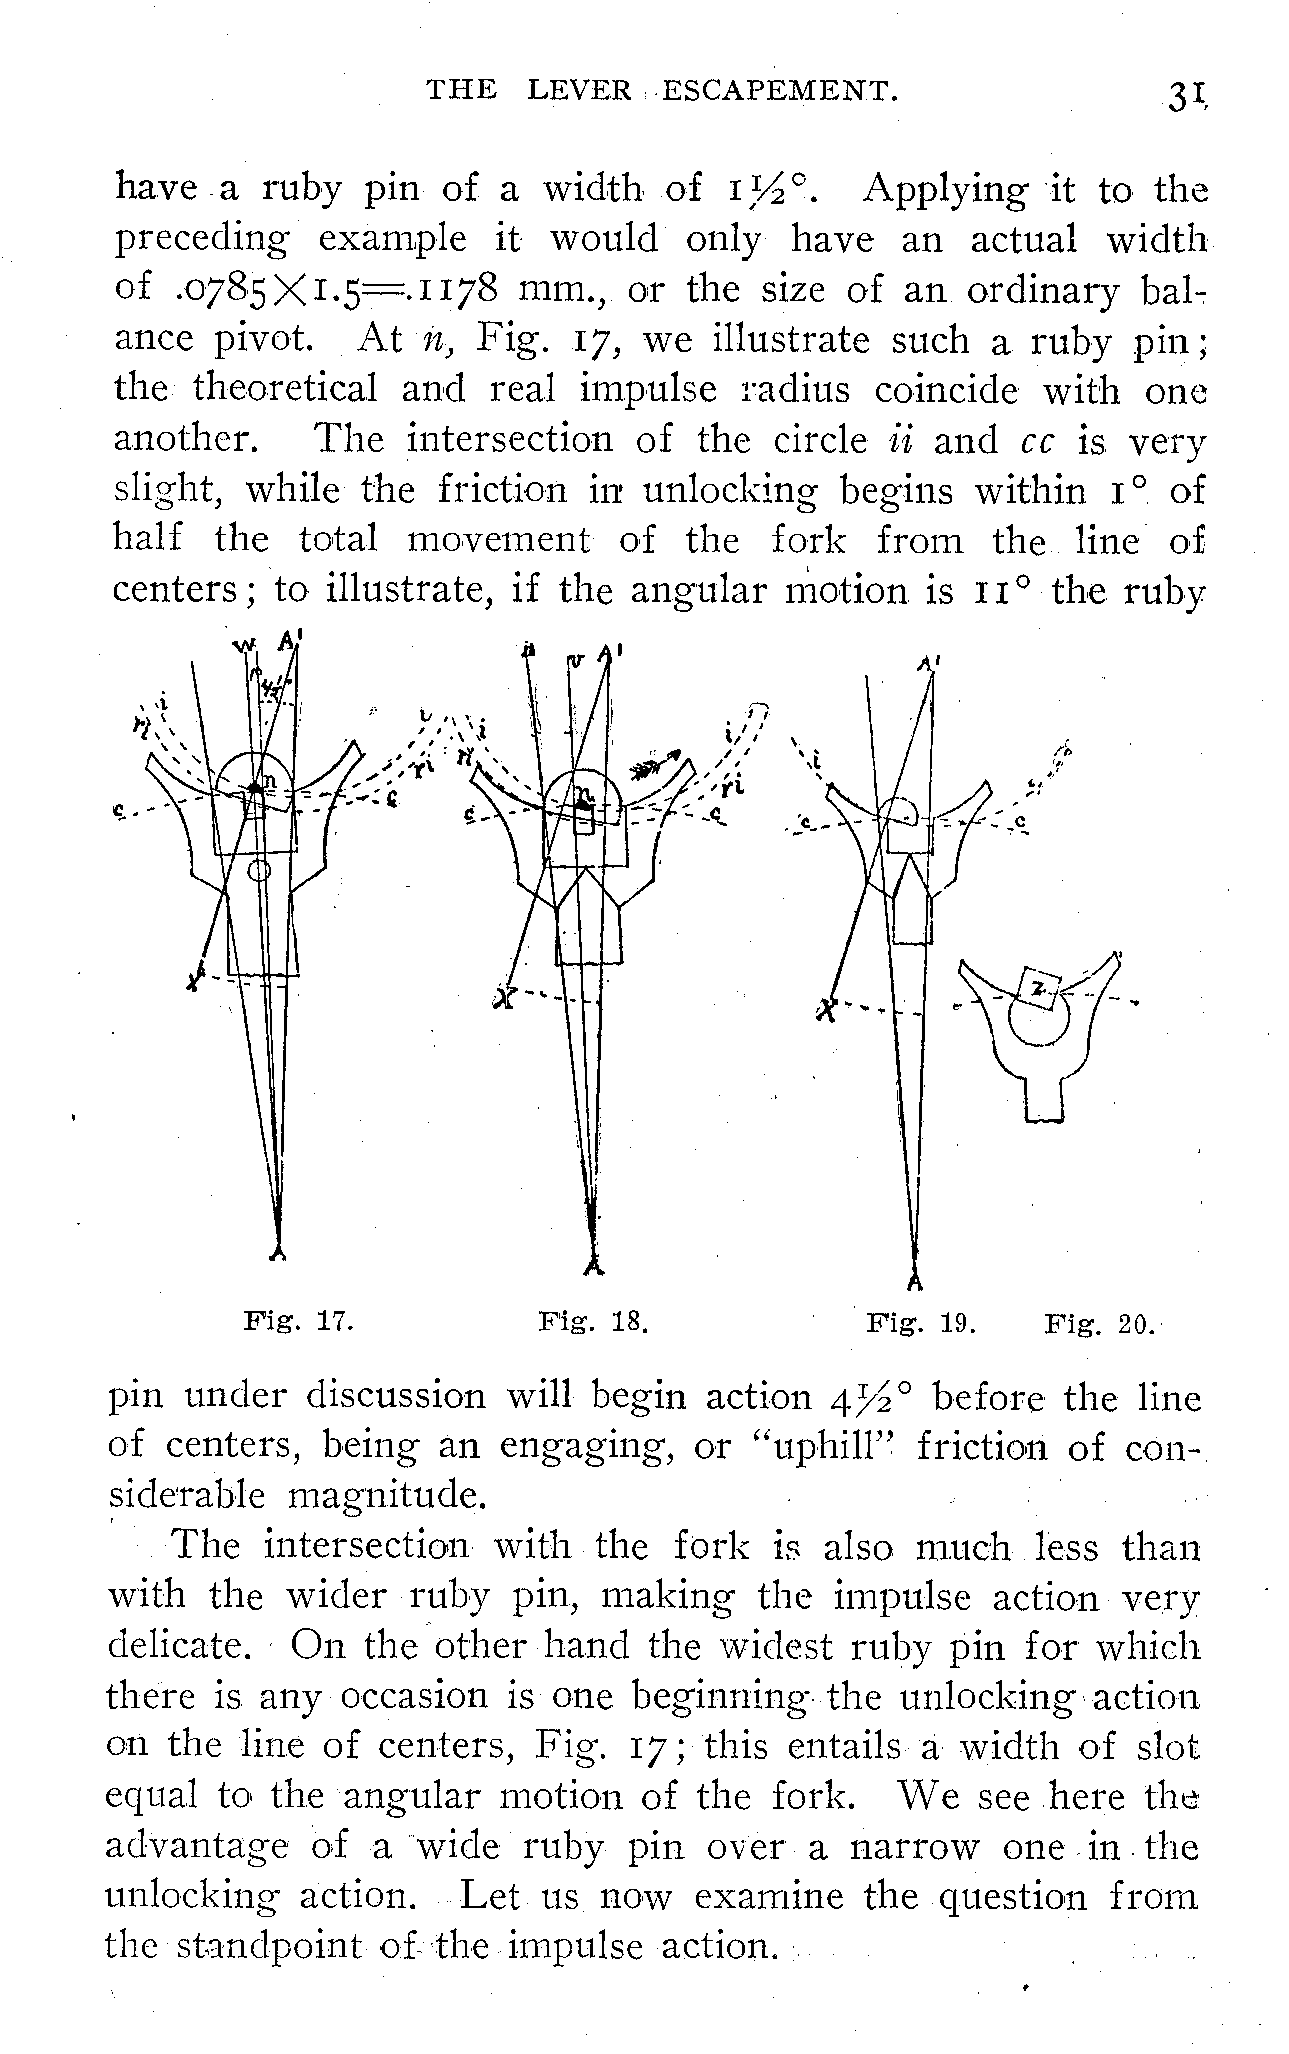 THE LEVER ESCAPEMENT. 31
have a ruby pin of a width of 1½°. Applying it to the
preceding example it would only have an actual width
of .0785×1.5=.1178 mm., or the size of an ordinary bal-
ance pivot. At n, Fig. 17, we illustrate such a ruby pin;
the theoretical and real impulse radius coincide with one
another. The intersection of the circle ii and cc is very
slight, while the friction in unlocking begins within 1° of
half the total movement of the fork from the line of
centers; to illustrate, if the angular motion is 11° the ruby
W A'
i
n
c c
ri
X
A
v A'
i i
n
c c
ri
X
A
A'
i
c c
X
A
Z
Fig. 17. Fig. 18. Fig. 19. Fig. 20.
pin under discussion will begin action 4½° before the line
of centers, being an engaging, or “uphill” friction of con-
siderable magnitude.
The intersection with the fork is also much less than
with the wider ruby pin, making the impulse action very
delicate. On the other hand the widest ruby pin for which
there is any occasion is one beginning the unlocking action
on the line of centers, Fig. 17; this entails a width of slot
equal to the angular motion of the fork. We see here the
advantage of a wide ruby pin over a narrow one in the
unlocking action. Let us now examine the question from
the standpoint of the impulse action.